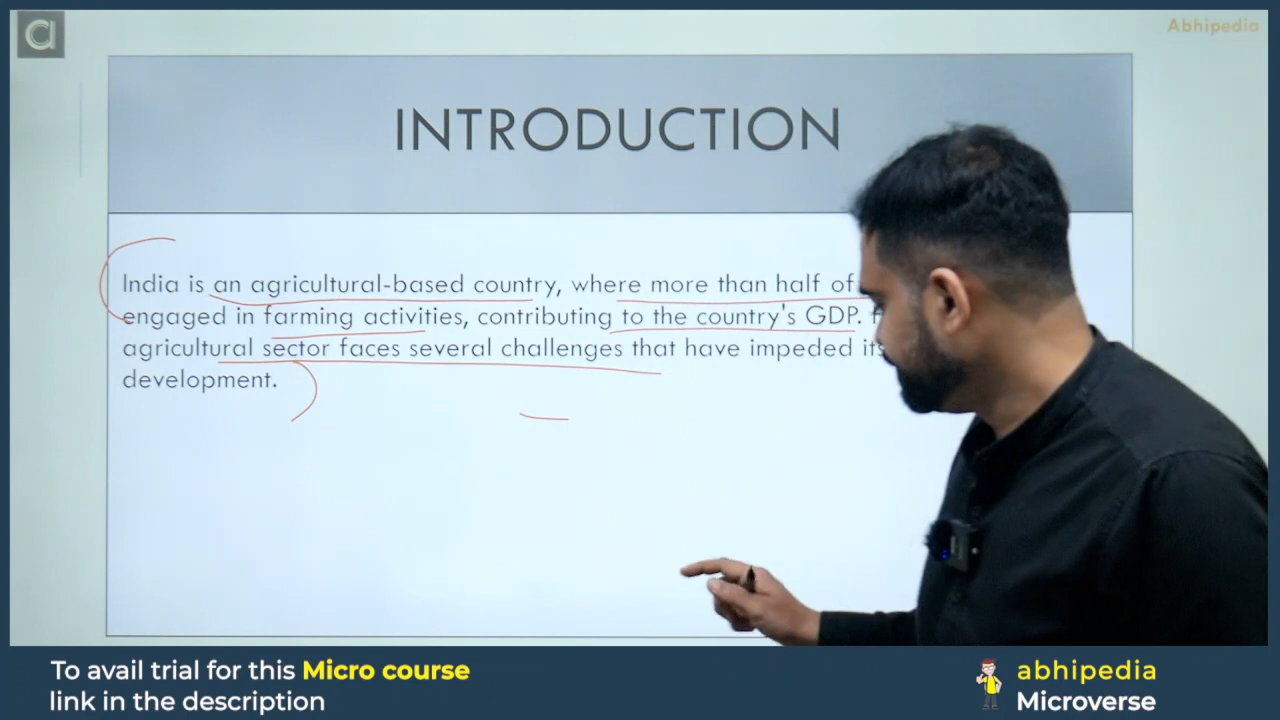 Abhipedia
INTRODUCTION
India is an agricultural-based country, where more than half of
engaged in farming activities, contributing to the country's GDP.
agricultural sector faces several challenges that have impeded its
development.
To avail trial for this Micro course
link in the description
abhipedia
Microverse